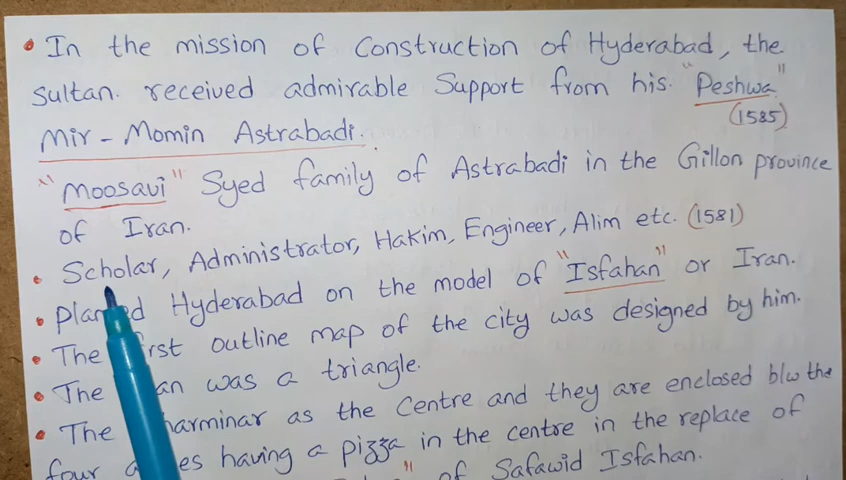 • In the mission of Construction of Hyderabad, the
Sultan. received admirable Support from his "Peshwa"
(1585)
Mir - Momin Astrabadi.
"Moosavi" Syed family of Astrabadi in the Gillon province
of Iran.
• Scholar, Administrator, Hakim, Engineer, Alim etc. (1581)
• Planned Hyderabad on the model of "Isfahan" or Iran.
• The first outline map of the city was designed by him.
• The an was a triangle.
• The harminar as the Centre and they are enclosed b/w the
four es having a pizza in the centre in the replace of
" of Safawid Isfahan.